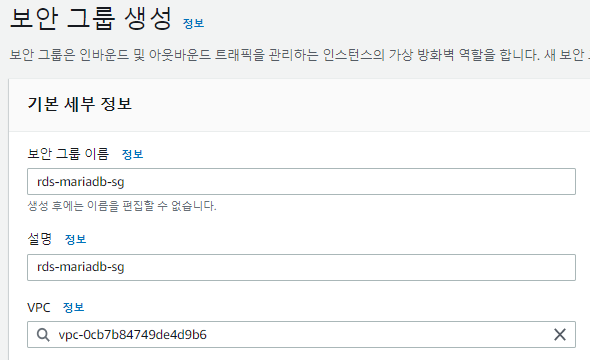 보안 그룹 생성 정보
보안 그룹은 인바운드 및 아웃바운드 트래픽을 관리하는 인스턴스의 가상 방화벽 역할을 합니다. 새 보안
기본 세부 정보
보안 그룹 이름 정보
rds-mariadb-sg
생성 후에는 이름을 편집할 수 없습니다.
설명 정보
rds-mariadb-sg
VPC 정보
vpc-0cb7b84749de4d9b6